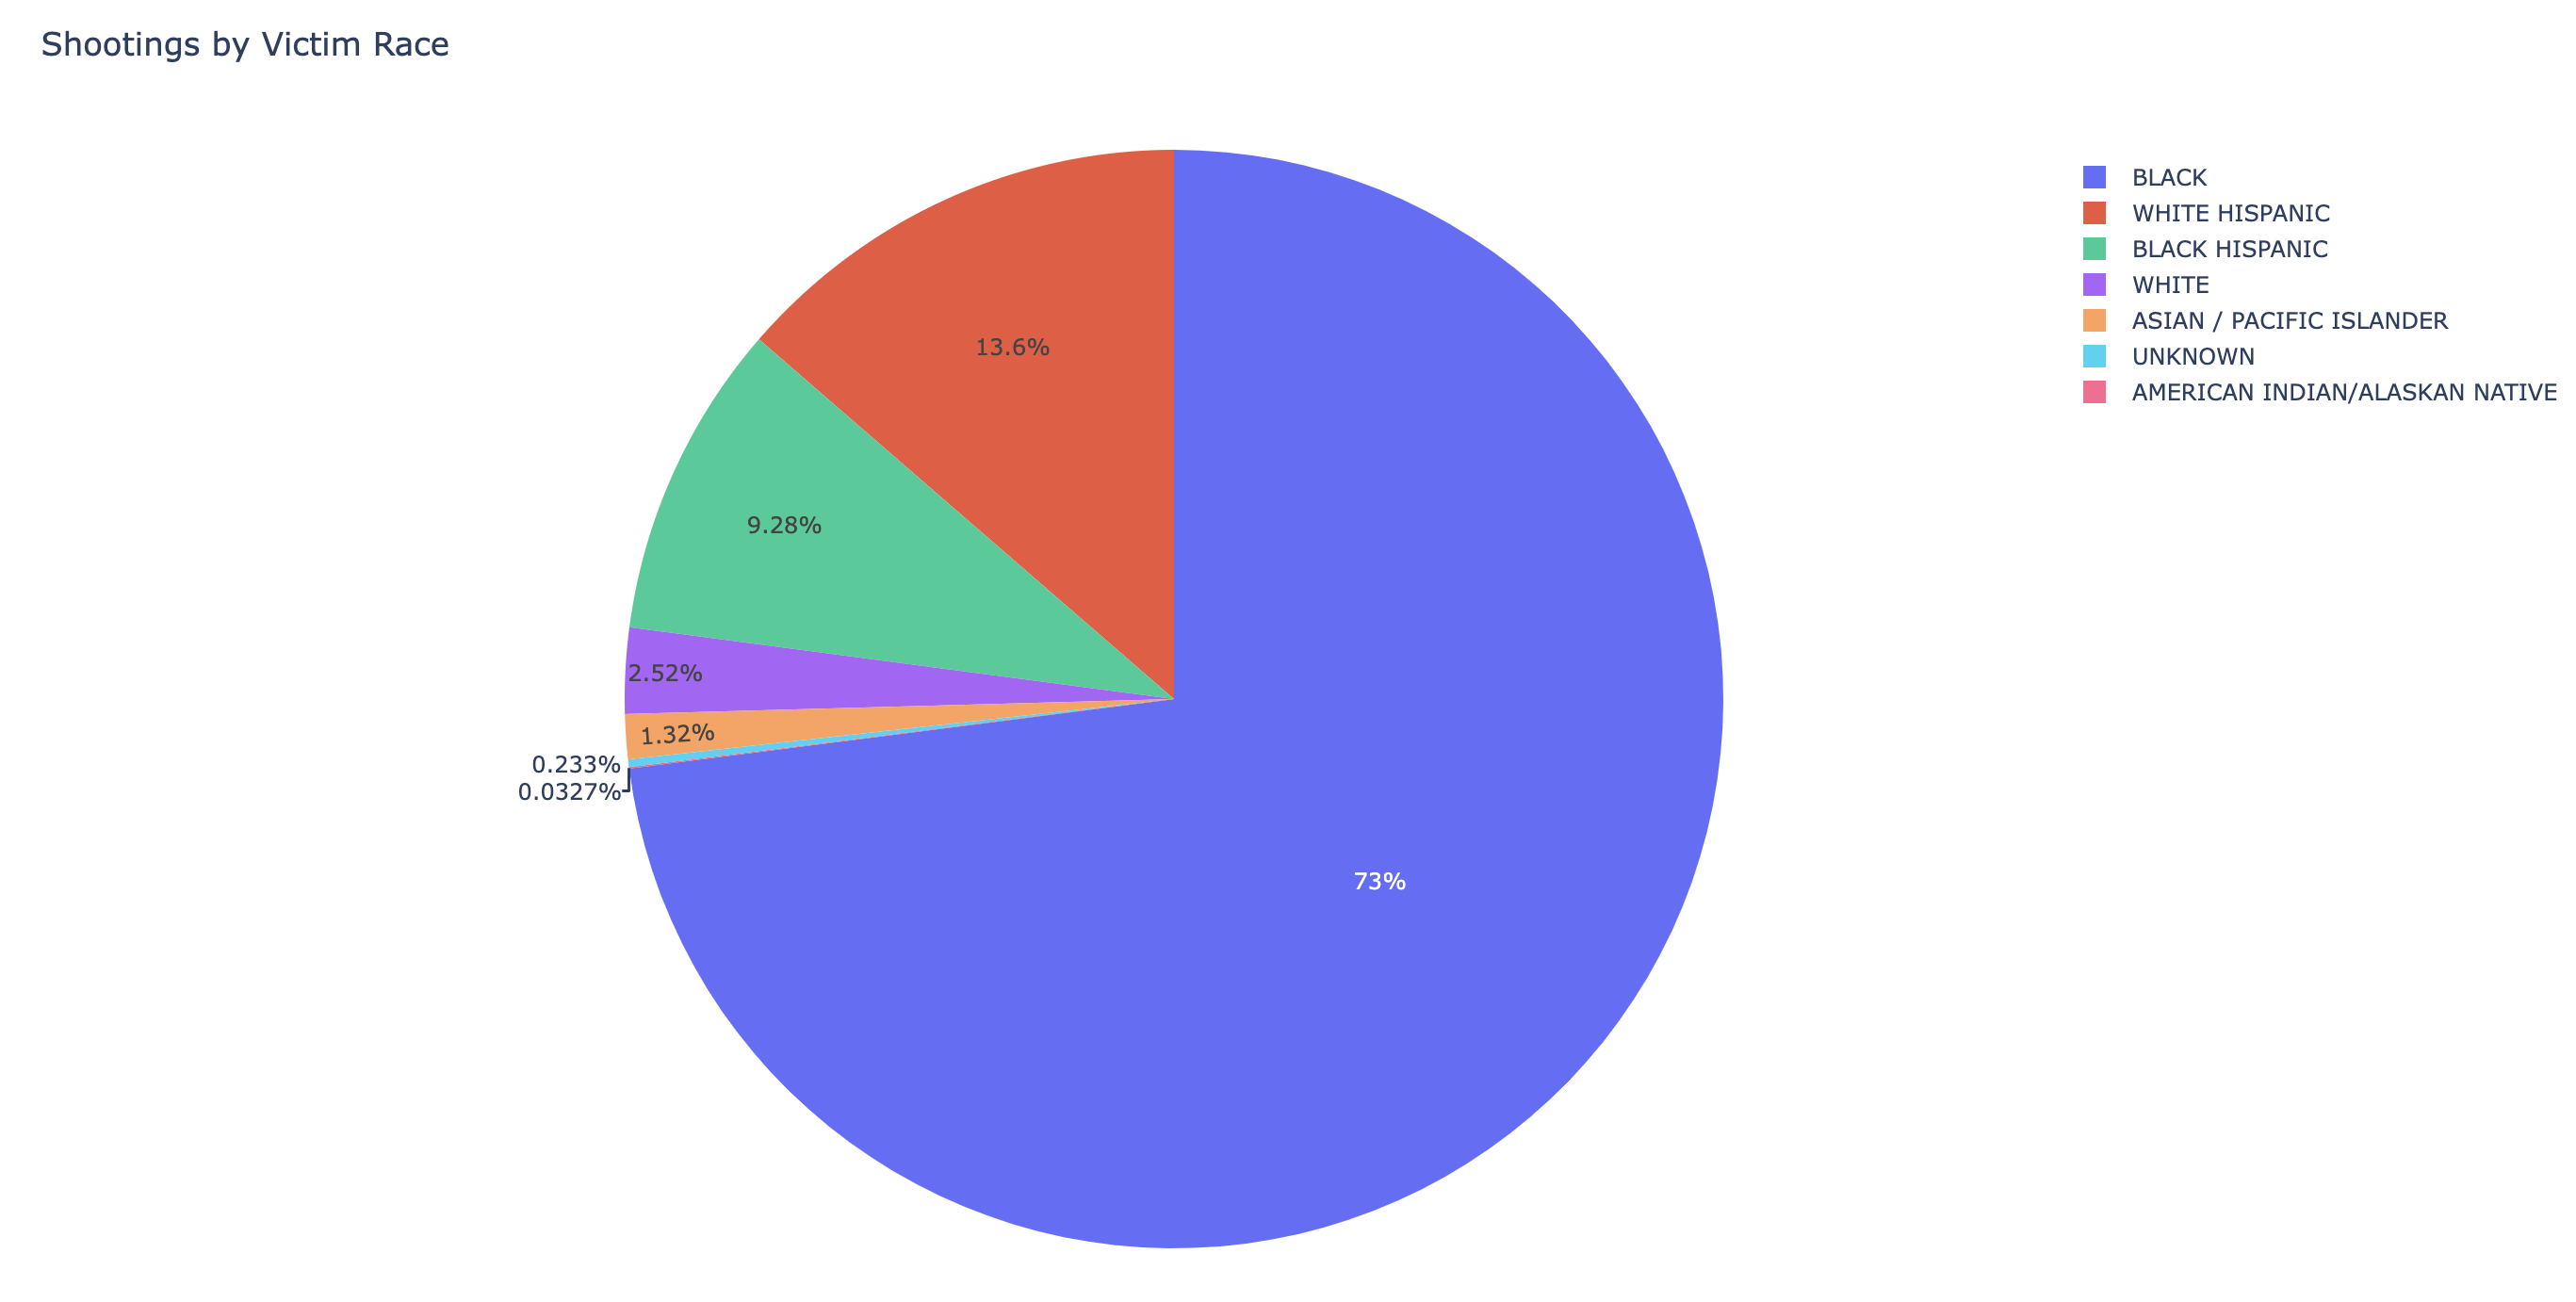 Shootings by Victim Race
BLACK
WHITE HISPANIC
BLACK HISPANIC
WHITE
ASIAN / PACIFIC ISLANDER
UNKNOWN
AMERICAN INDIAN/ALASKAN NATIVE
13.6%
9.28%
2.52%
1.32%
0.233%
0.0327%
73%